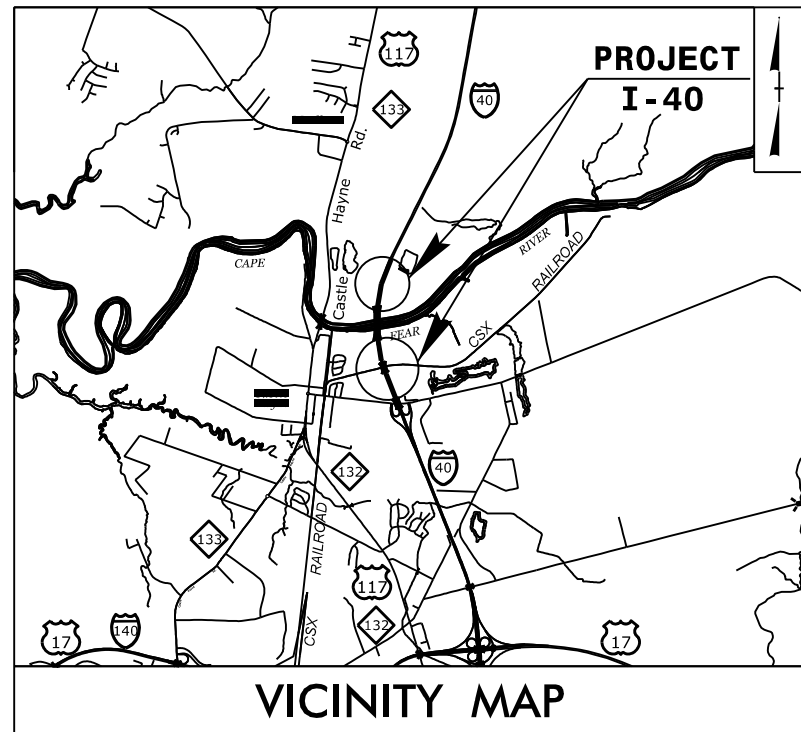 117
PROJECT
I-40
40
133
Rd.
Hayne
Castle
CAPE
FEAR
RIVER
CSX RAILROAD
132
40
133
CSX RAILROAD
117
132
17
140
17
VICINITY MAP